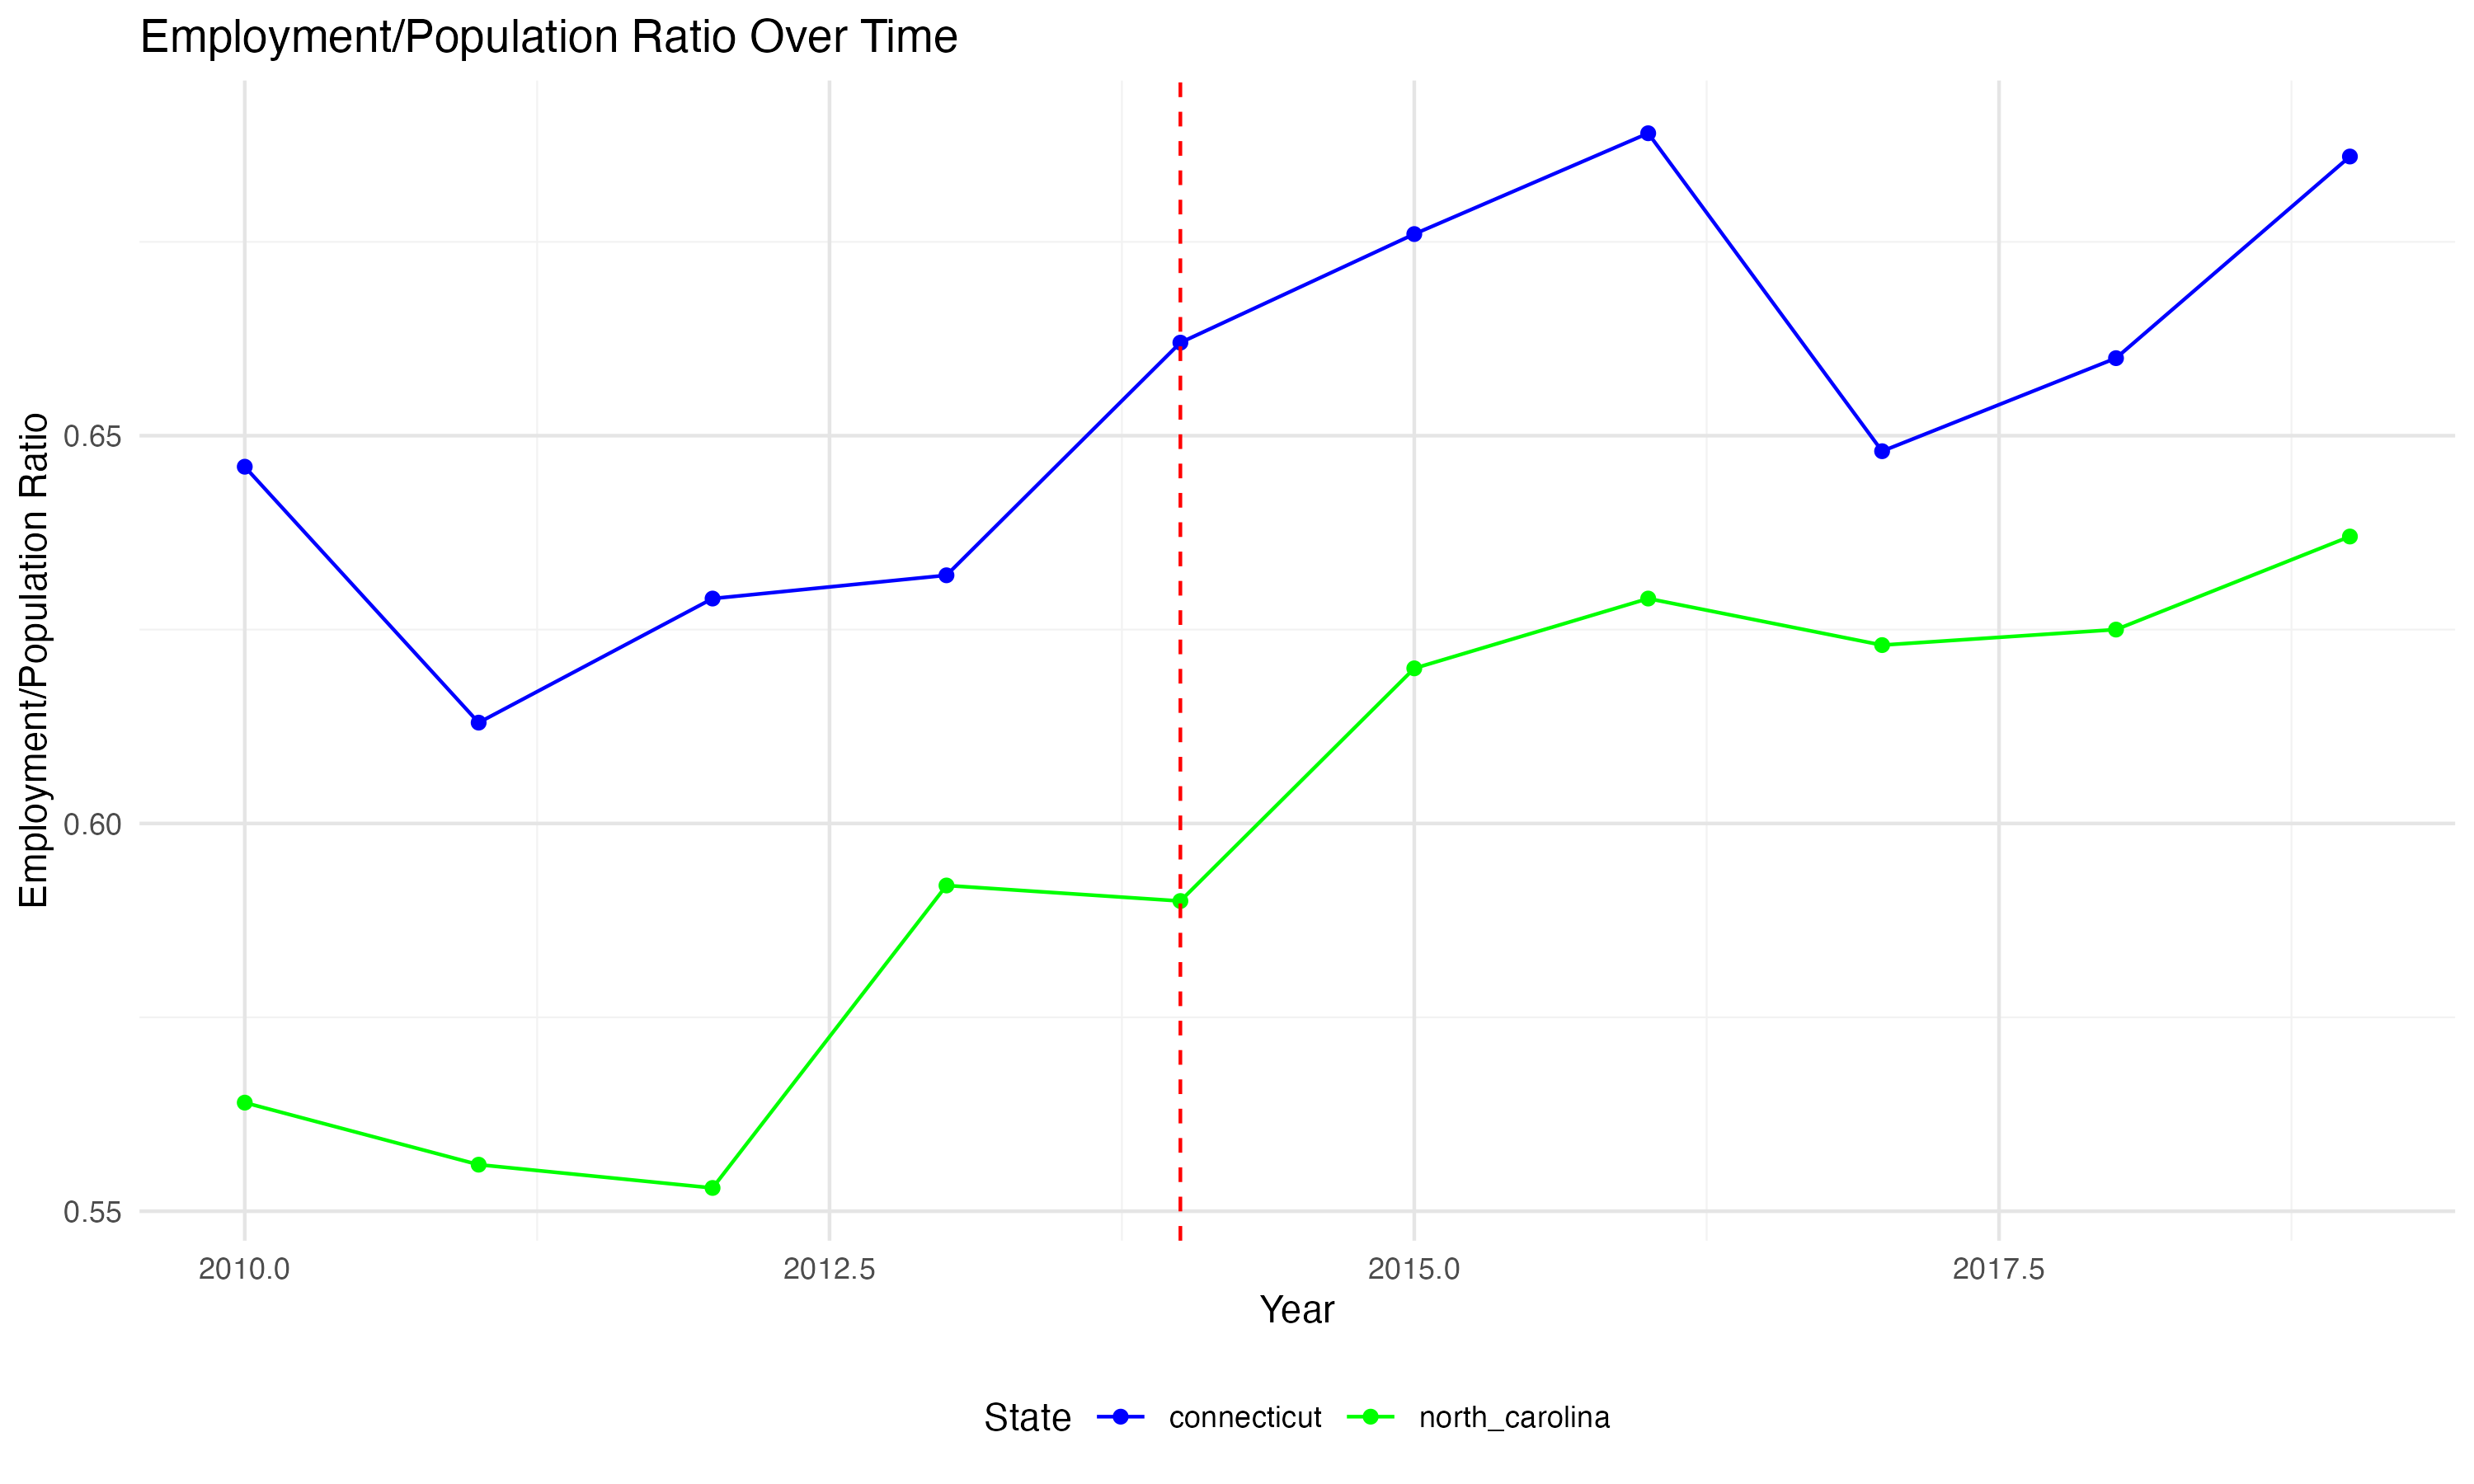 Employment/Population Ratio Over Time
Employment/Population Ratio
0.65
0.60
0.55
2010.0 2012.5 2015.0 2017.5
Year
State connecticut north_carolina